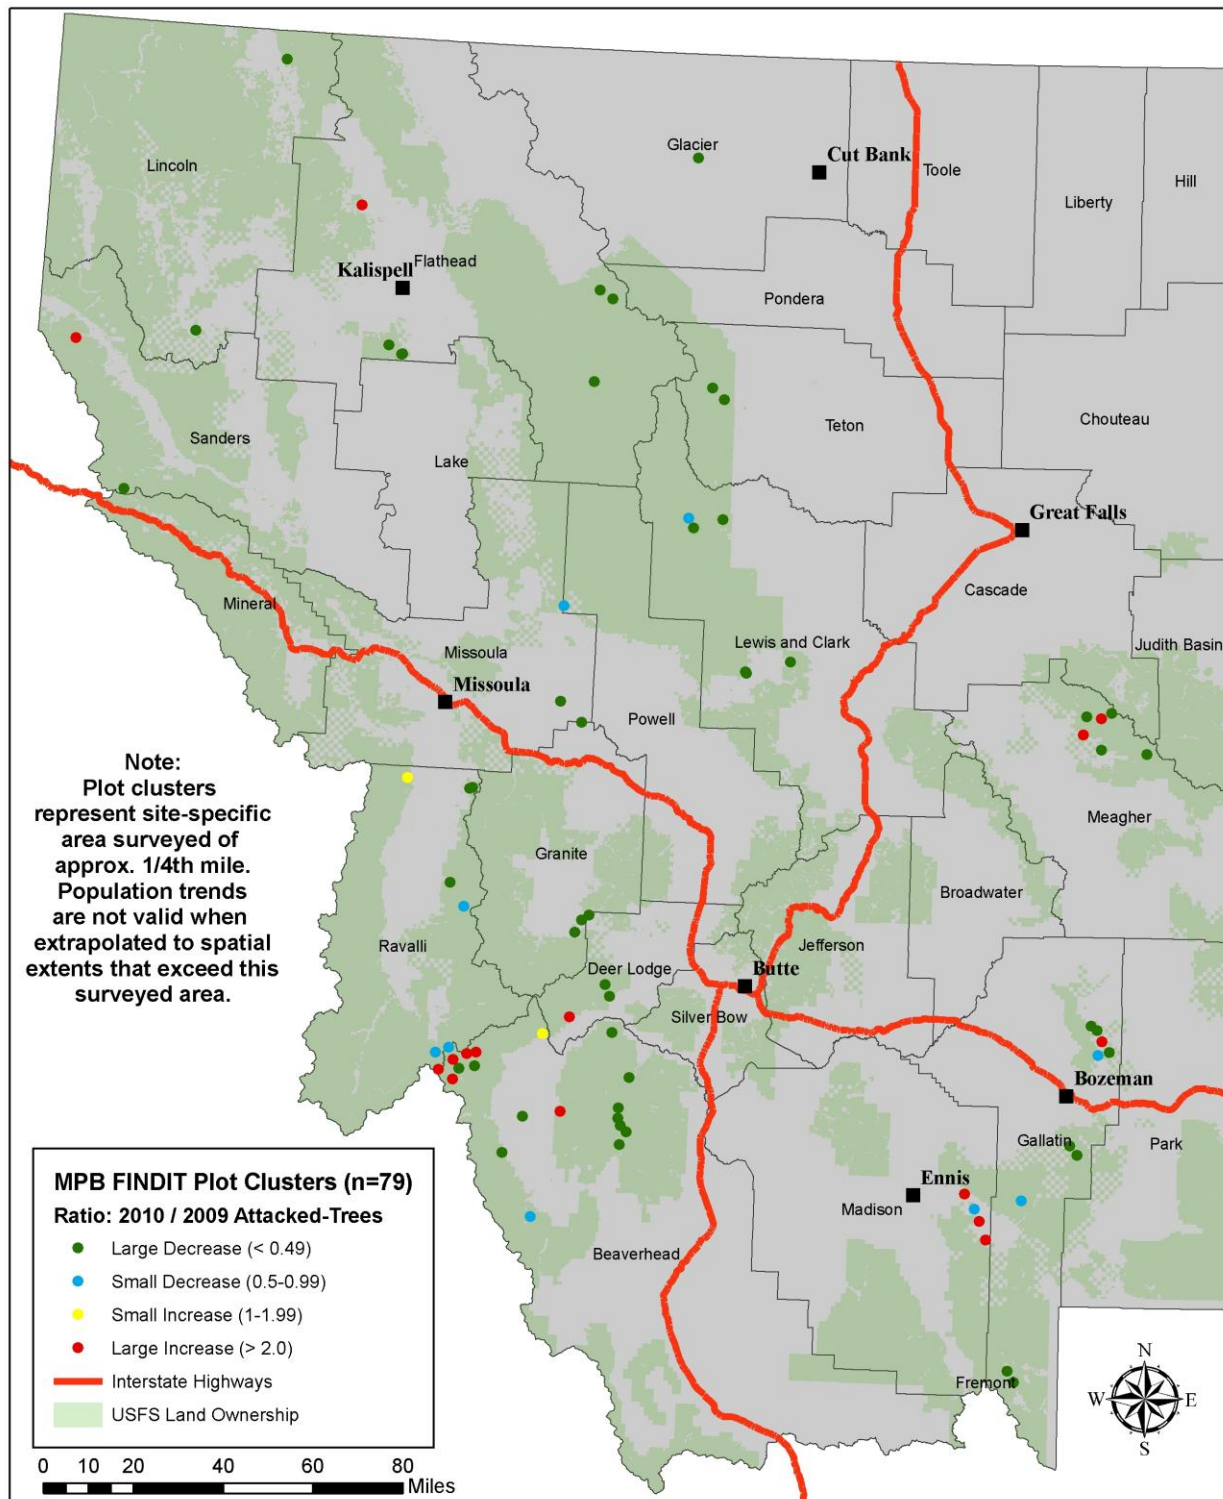 Glacier
Cut Bank
Toole
Lincoln
Hill
Liberty
Kalispell
Flathead
Pondera
Teton
Chouteau
Sanders
Lake
Great Falls
Cascade
Mineral
Missoula
Missoula
Lewis and Clark
Judith Basin
Powell
Note:
Plot clusters
represent site-specific
area surveyed of
approx. 1/4th mile.
Population trends
are not valid when
extrapolated to spatial
extents that exceed this
surveyed area.
Meagher
Granite
Broadwater
Ravalli
Jefferson
Deer Lodge
Butte
Silver Bow
Bozeman
Gallatin
Park
Ennis
Madison
Beaverhead
Fremont
MPB FINDIT Plot Clusters (n=79)
Ratio: 2010 / 2009 Attacked-Trees
Large Decrease (< 0.49)
Small Decrease (0.5-0.99)
Small Increase (1-1.99)
Large Increase (> 2.0)
Interstate Highways
USFS Land Ownership
0 10 20 40 60 80
Miles
N
W E
S